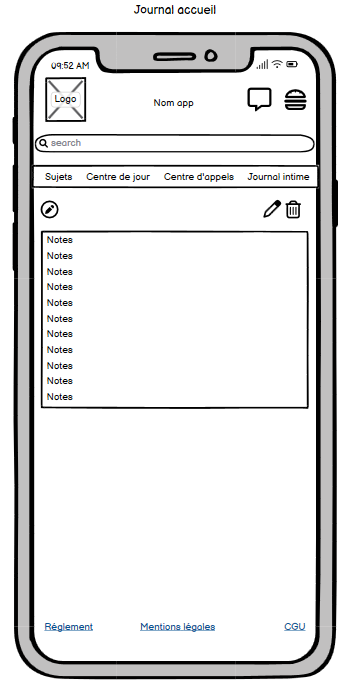 Journal accueil
09:52 AM
Logo
Nom app
search
Sujets Centre de jour Centre d'appels Journal intime
Notes
Notes
Notes
Notes
Notes
Notes
Notes
Notes
Notes
Notes
Notes
Réglement Mentions légales CGU